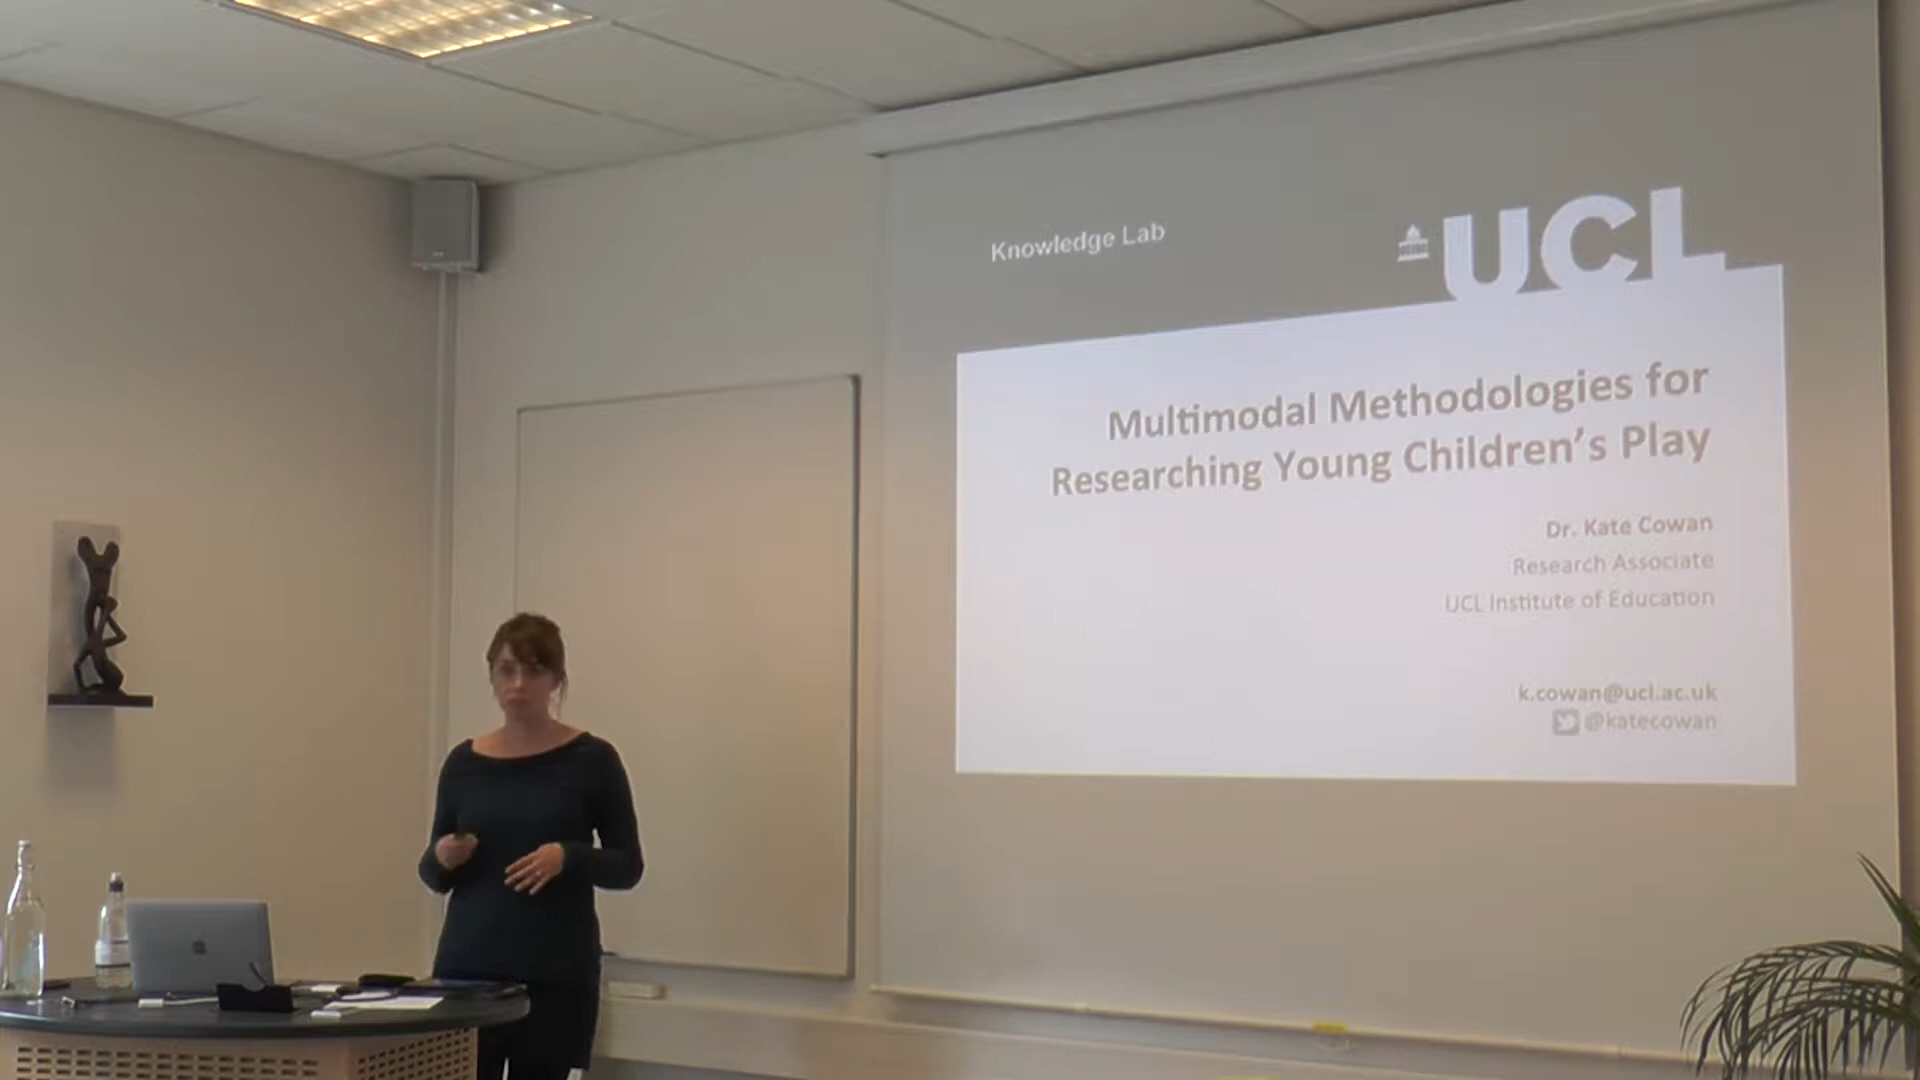 Knowledge Lab
UCL
Multimodal Methodologies for
Researching Young Children's Play
Dr. Kate Cowan
Research Associate
UCL Institute of Education
k.cowan@ucl.ac.uk
@katecowan